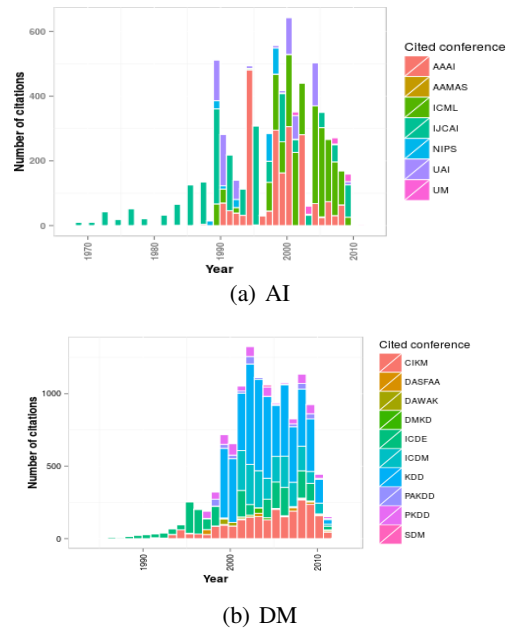 600
400
200
0
Number of citations
1970
1980
1990
2000
2010
Year
Cited conference
AAAI
AAMAS
ICML
IJCAI
NIPS
UAI
UM
(a) AI
1000
500
0
Number of citations
1990
2000
2010
Year
Cited conference
CIKM
DASFAA
DAWAK
DMKD
ICDE
ICDM
KDD
PAKDD
PKDD
SDM
(b) DM